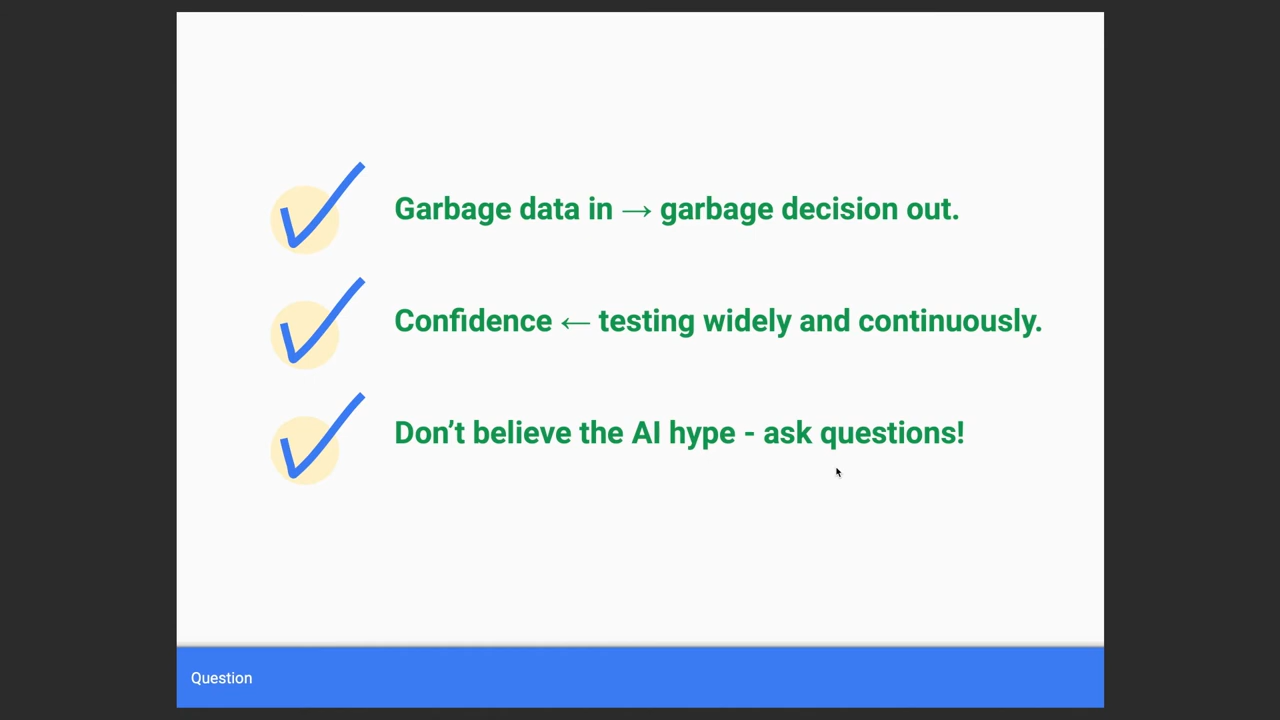 Garbage data in → garbage decision out.
Confidence ← testing widely and continuously.
Don’t believe the AI hype - ask questions!
Question